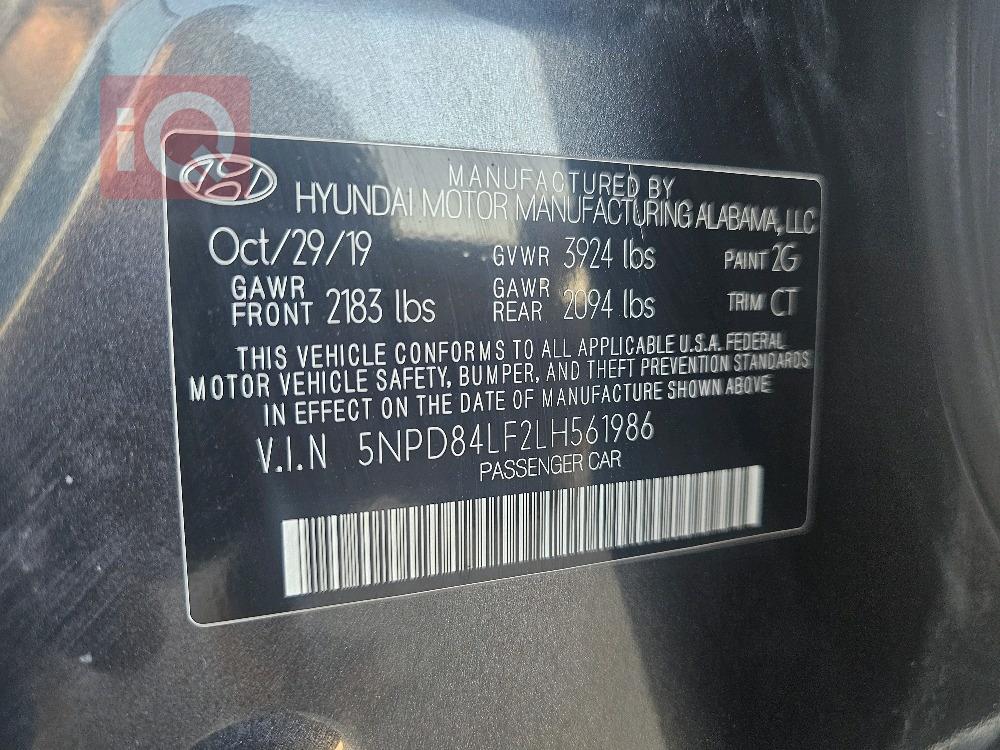 iQ
MANUFACTURED BY
HYUNDAI MOTOR MANUFACTURING ALABAMA, LLC
Oct/29/19 GVWR 3924 lbs PAINT 2G
GAWR FRONT 2183 lbs GAWR REAR 2094 lbs TRIM CT
THIS VEHICLE CONFORMS TO ALL APPLICABLE U.S.A. FEDERAL
MOTOR VEHICLE SAFETY, BUMPER, AND THEFT PREVENTION STANDARDS
IN EFFECT ON THE DATE OF MANUFACTURE SHOWN ABOVE
V.I.N 5NPD84LF2LH561986
PASSENGER CAR